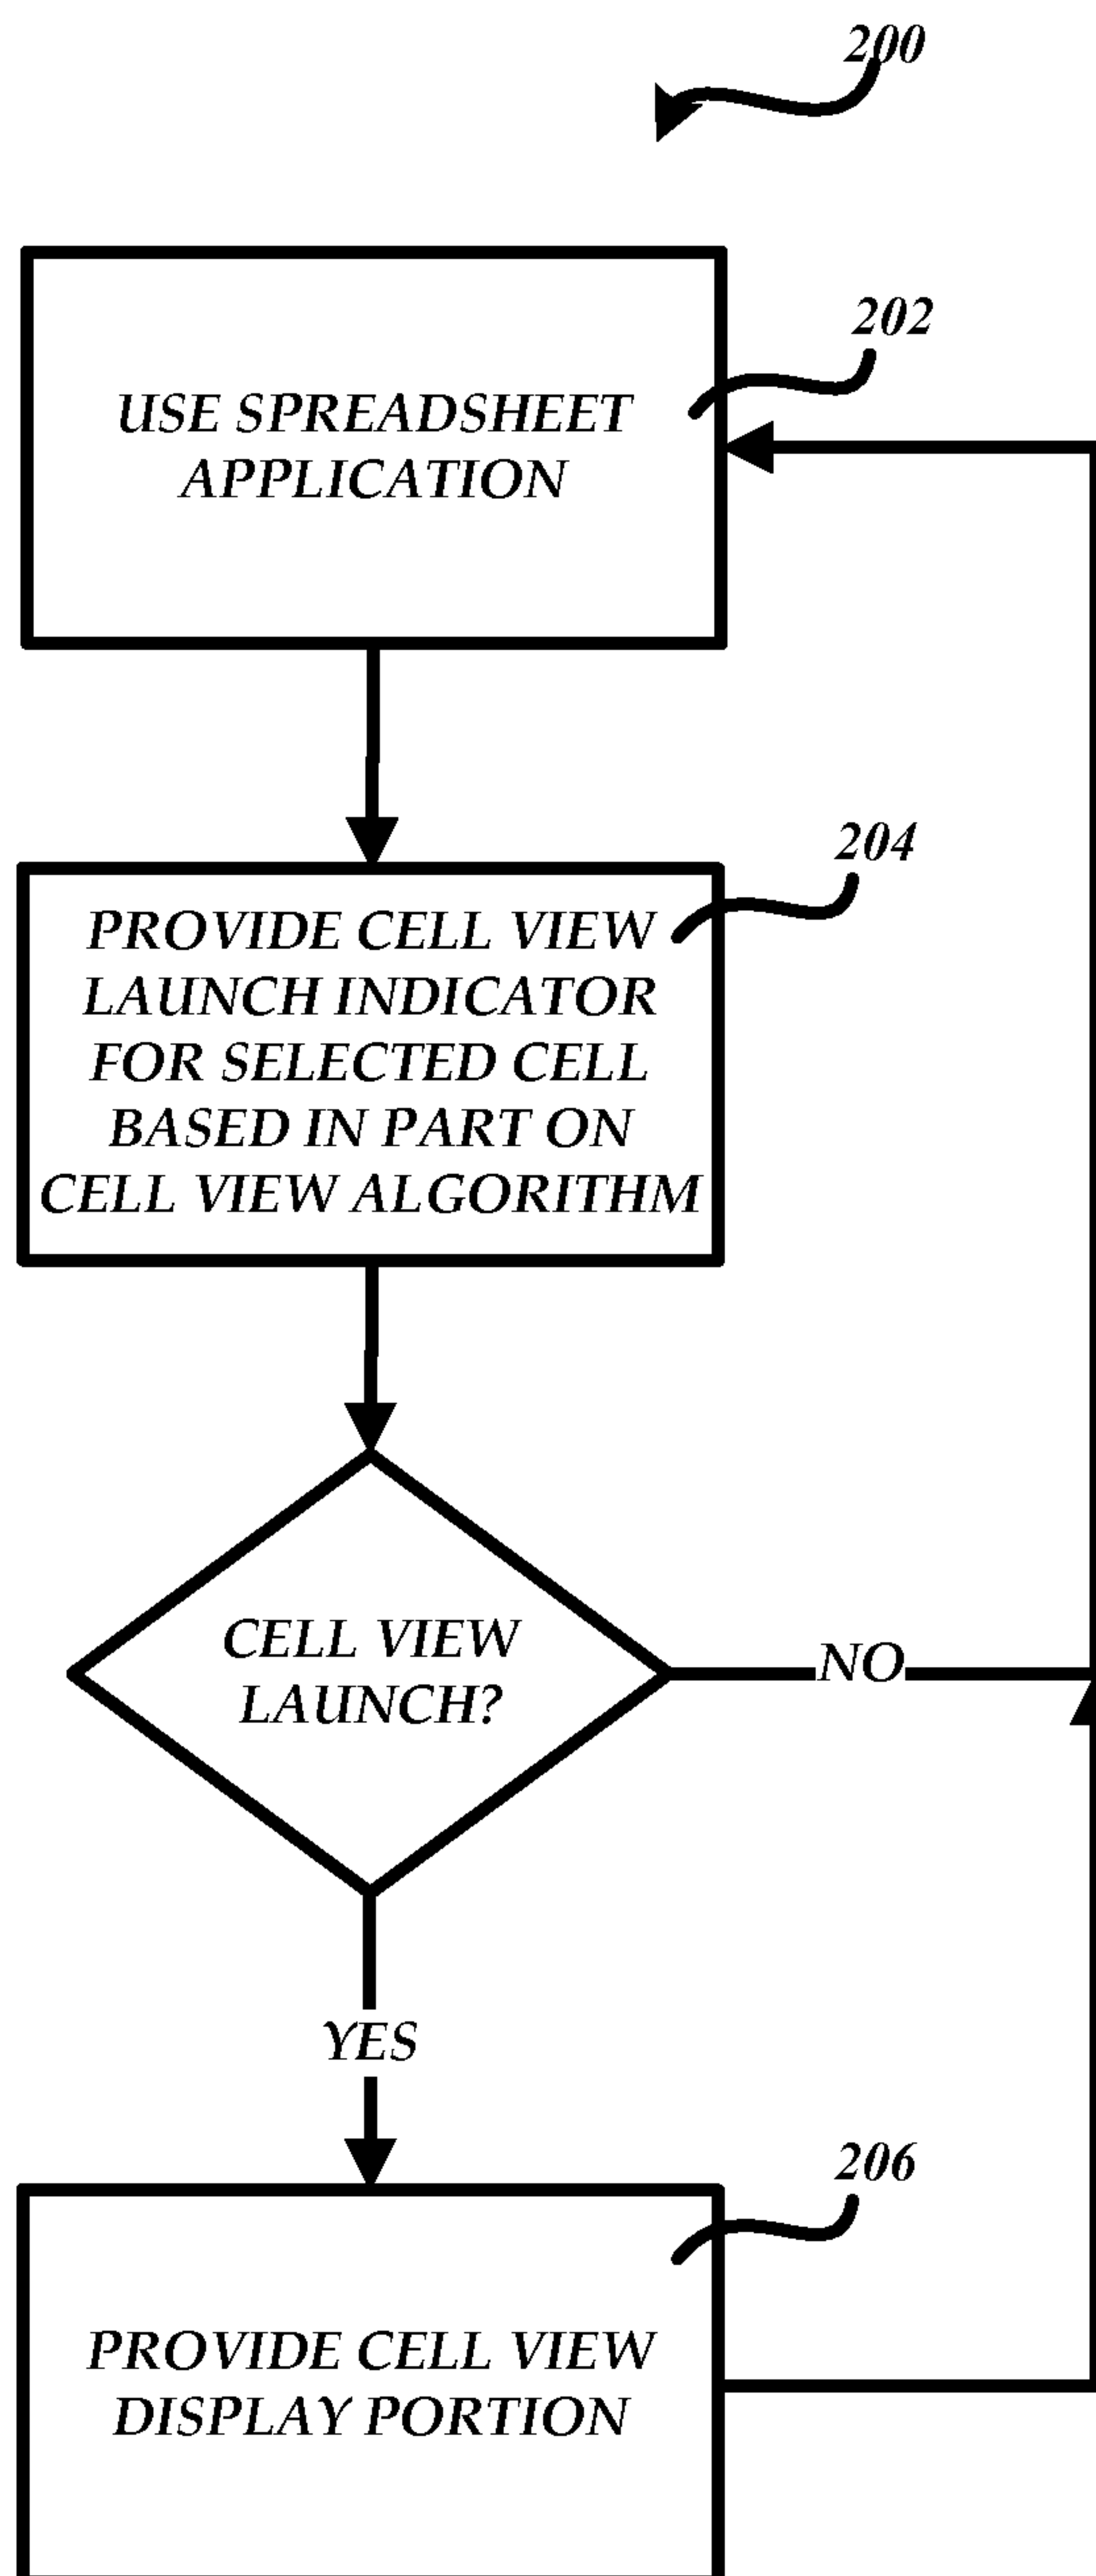 200
202
USE SPREADSHEET
APPLICATION
204
PROVIDE CELL VIEW
LAUNCH INDICATOR
FOR SELECTED CELL
BASED IN PART ON
CELL VIEW ALGORITHM
CELL VIEW
LAUNCH?
NO
YES
206
PROVIDE CELL VIEW
DISPLAY PORTION